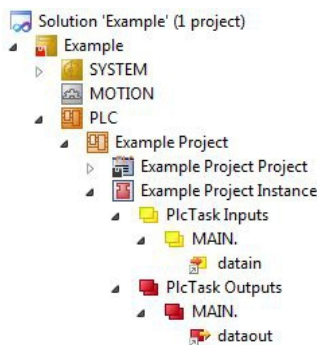 Solution 'Example' (1 project)
Example
SYSTEM
MOTION
PLC
Example Project
Example Project Project
Example Project Instance
PlcTask Inputs
MAIN.
datain
PlcTask Outputs
MAIN.
dataout